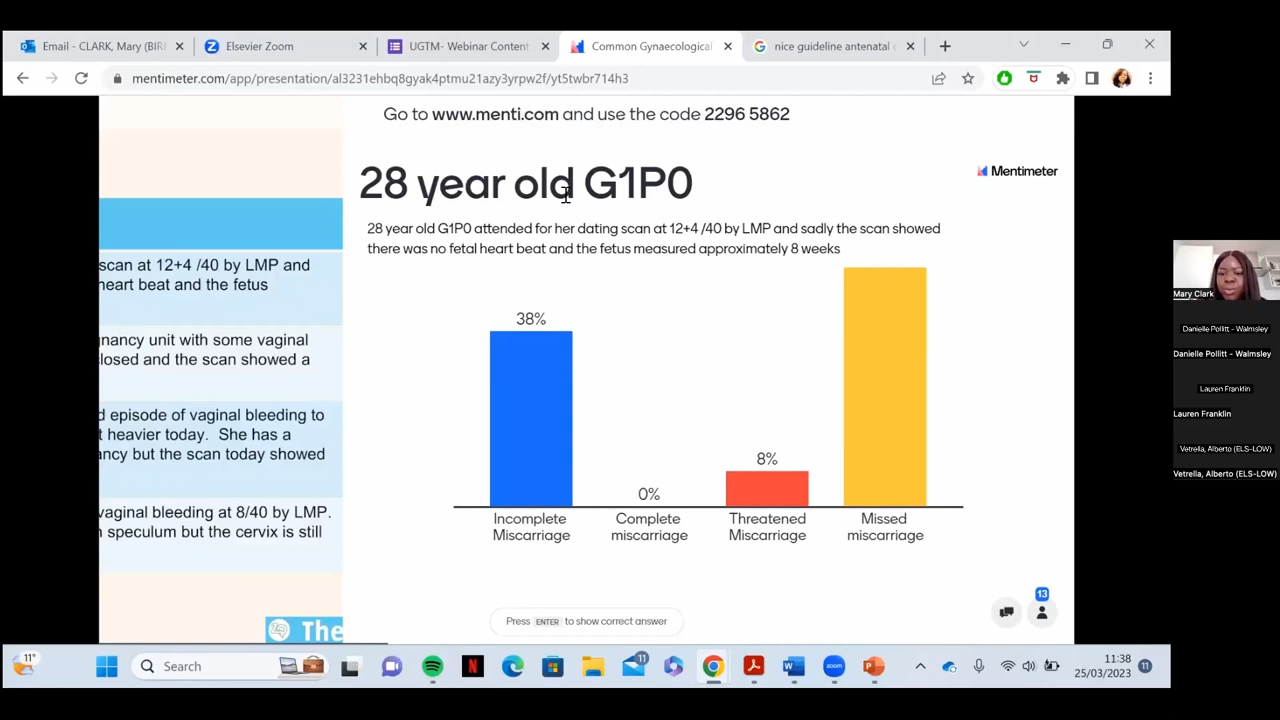 Email - CLARK, Mary (BIRI
Elsevier Zoom
UGTM- Webinar Content
Common Gynaecological
nice guideline antenatal c
mentimeter.com/app/presentation/al3231ehbq8gyak4ptmu21azy3yrpw2f/yt5twbr714h3
Go to www.menti.com and use the code 2296 5862
28 year old G1P0
Mentimeter
28 year old G1P0 attended for her dating scan at 12+4 /40 by LMP and sadly the scan showed
there was no fetal heart beat and the fetus measured approximately 8 weeks
scan at 12+4 /40 by LMP and
heart beat and the fetus
gnancy unit with some vaginal
closed and the scan showed a
d episode of vaginal bleeding to
t heavier today. She has a
ancy but the scan today showed
vaginal bleeding at 8/40 by LMP.
n speculum but the cervix is still
The
38%
0%
8%
Incomplete
Miscarriage
Complete
miscarriage
Threatened
Miscarriage
Missed
miscarriage
Press ENTER to show correct answer
13
Mary Clark
Danielle Pollitt - Walmsley
Danielle Pollitt - Walmsley
Lauren Franklin
Lauren Franklin
Vetrella, Alberto (ELS-LOW)
Vetrella, Alberto (ELS-LOW)
11°
Search
N
11
W
zoom
P
11:38
25/03/2023
11